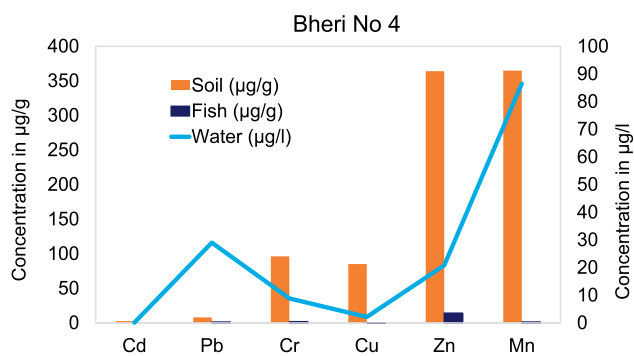 Bheri No 4
Concentration in µg/g
400
350
300
250
200
150
100
50
0
Soil (µg/g)
Fish (µg/g)
Water (µg/l)
100
90
80
70
60
50
40
30
20
10
0
Concentration in µg/l
Cd Pb Cr Cu Zn Mn